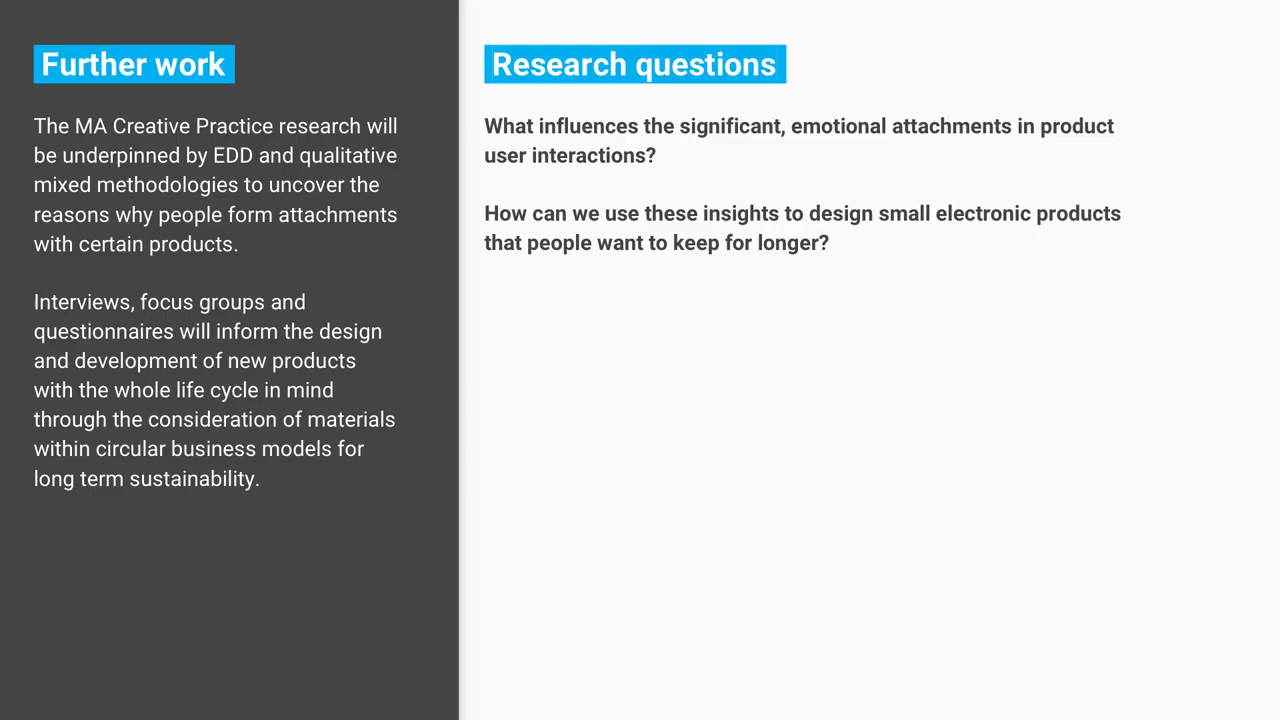 Further work
The MA Creative Practice research will
be underpinned by EDD and qualitative
mixed methodologies to uncover the
reasons why people form attachments
with certain products.
Interviews, focus groups and
questionnaires will inform the design
and development of new products
with the whole life cycle in mind
through the consideration of materials
within circular business models for
long term sustainability.
Research questions
What influences the significant, emotional attachments in product
user interactions?
How can we use these insights to design small electronic products
that people want to keep for longer?